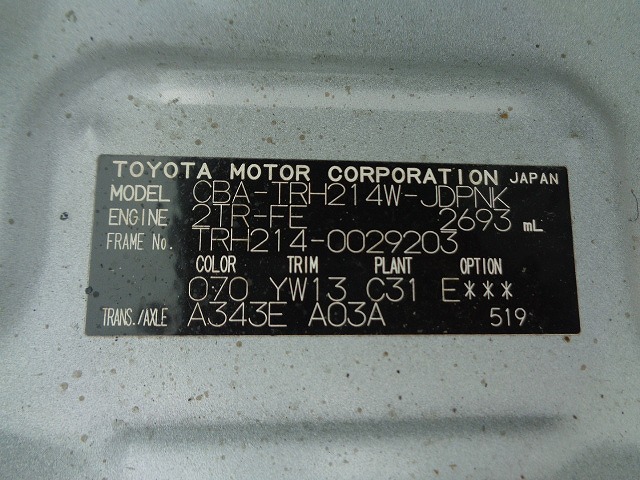 TOYOTA MOTOR CORPORATION JAPAN
MODEL CBA-TRH214W-JDPNK
ENGINE 2TR-FE 2693 mL
FRAME No. TRH214-0029203
COLOR TRIM PLANT OPTION
070 YW13 C31 E***
TRANS./AXLE A343E A03A 519